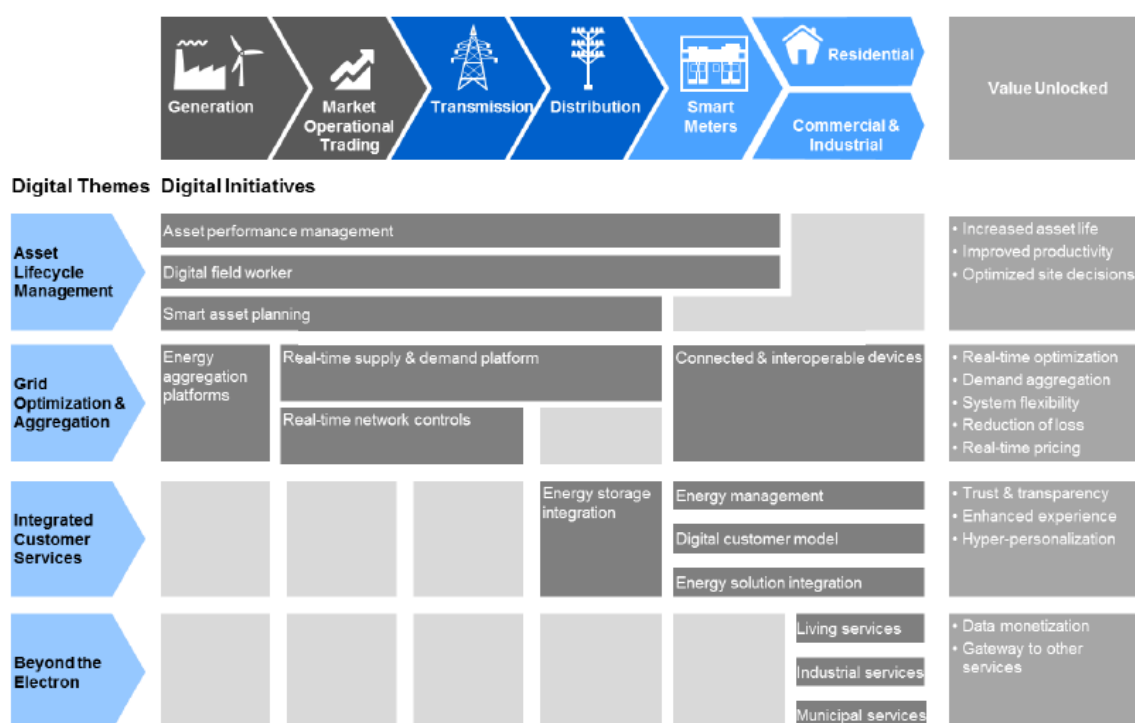 Generation
Market
Operational
Trading
Transmission
Distribution
Smart
Meters
Residential
Commercial &
Industrial
Value Unlocked
Digital Themes
Digital Initiatives
Asset
Lifecycle
Management
Asset performance management
Digital field worker
Smart asset planning
• Increased asset life
• Improved productivity
• Optimized site decisions
Grid
Optimization &
Aggregation
Energy
aggregation
platforms
Real-time supply & demand platform
Real-time network controls
Connected & interoperable devices
• Real-time optimization
• Demand aggregation
• System flexibility
• Reduction of loss
• Real-time pricing
Integrated
Customer
Services
Energy storage
integration
Energy management
Digital customer model
Energy solution integration
• Trust & transparency
• Enhanced experience
• Hyper-personalization
Beyond the
Electron
Living services
Industrial services
Municipal services
• Data monetization
• Gateway to other
services